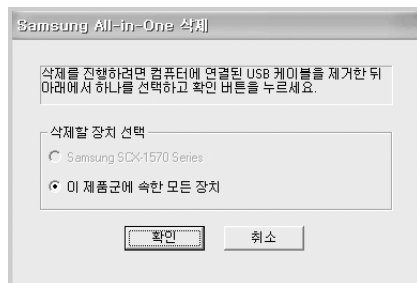 Samsung All-in-One 삭제
삭제를 진행하려면 컴퓨터에 연결된 USB 케이블을 제거한 뒤
아래에서 하나를 선택하고 확인 버튼을 누르세요.
삭제할 장치 선택
Samsung SCX-1570 Series
이 제품군에 속한 모든 장치
확인
취소